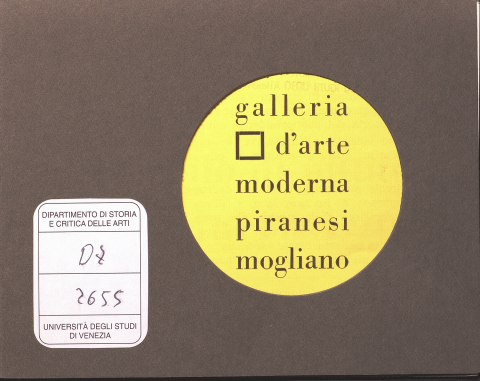 galleria
d'arte
moderna
piranesi
mogliano
DIPARTIMENTO DI STORIA
E CRITICA DELLE ARTI
2655
UNIVERSITÀ DEGLI STUDI
DI VENEZIA